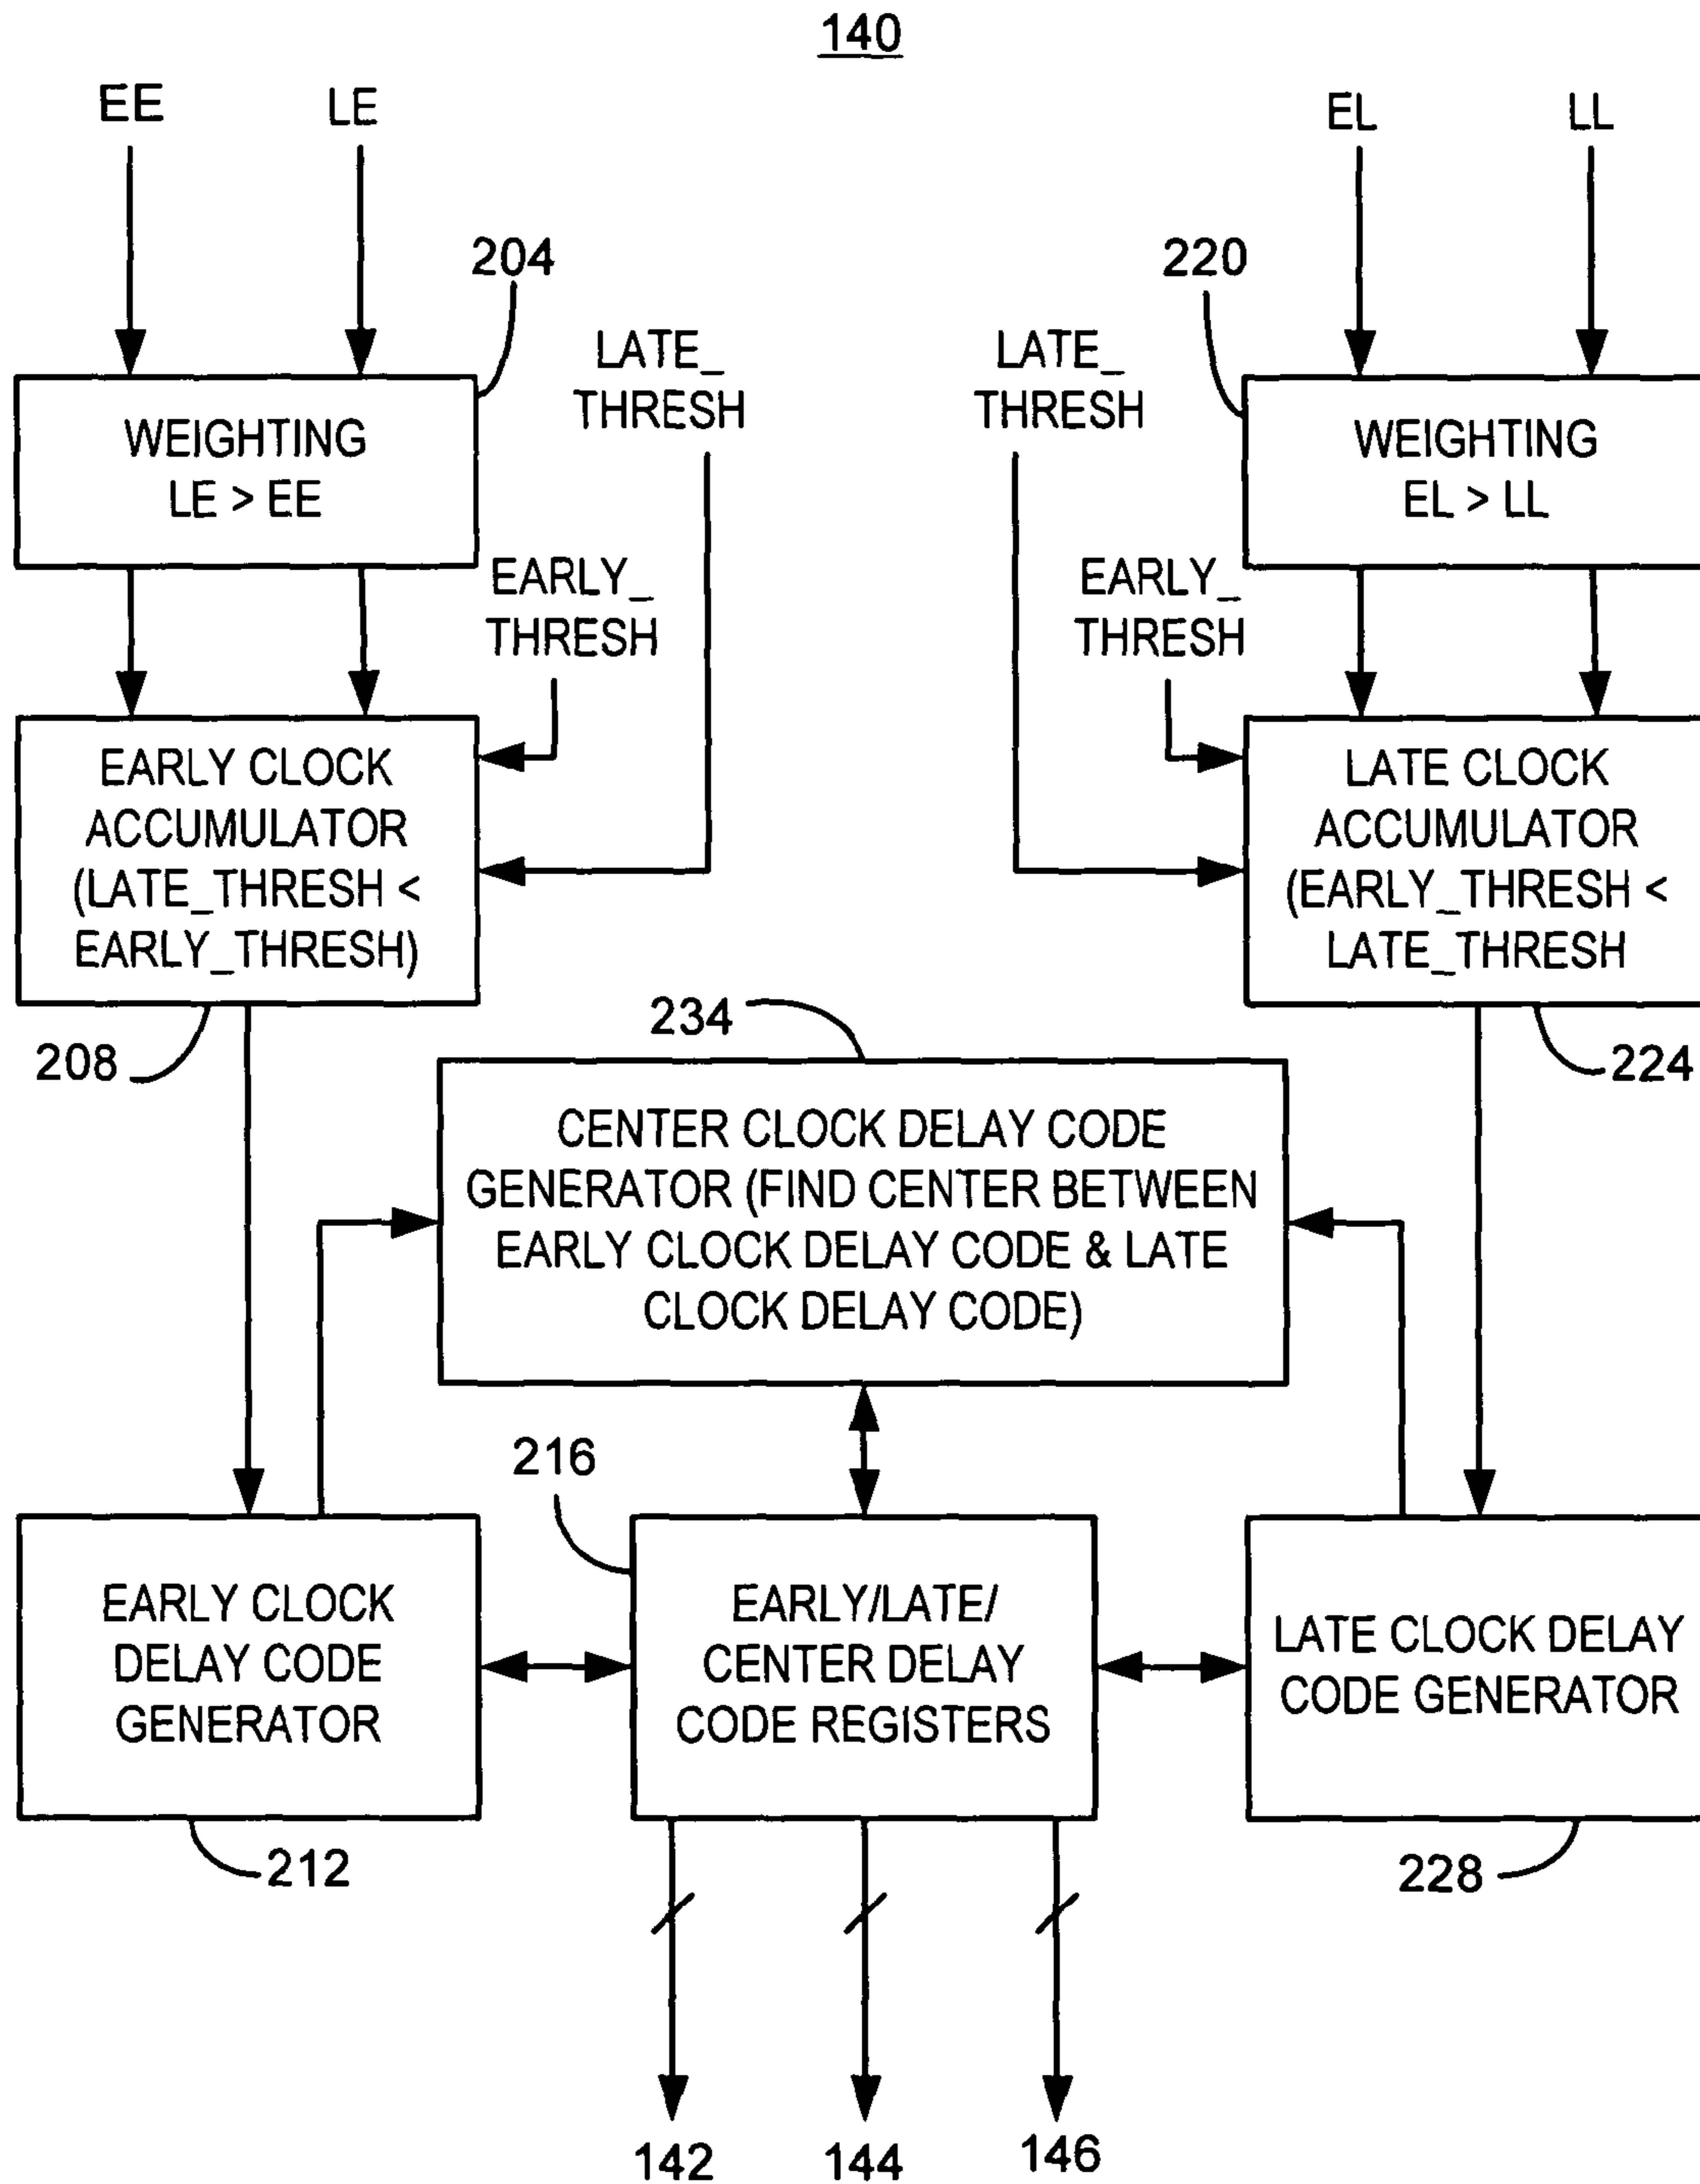 140
EE
LE
EL
LL
204
220
LATE_
THRESH
LATE_
THRESH
WEIGHTING
LE > EE
WEIGHTING
EL > LL
EARLY_
THRESH
EARLY_
THRESH
EARLY CLOCK
ACCUMULATOR
(LATE_THRESH <
EARLY_THRESH)
LATE CLOCK
ACCUMULATOR
(EARLY_THRESH <
LATE_THRESH
208
234
224
CENTER CLOCK DELAY CODE
GENERATOR (FIND CENTER BETWEEN
EARLY CLOCK DELAY CODE & LATE
CLOCK DELAY CODE)
216
EARLY CLOCK
DELAY CODE
GENERATOR
EARLY/LATE/
CENTER DELAY
CODE REGISTERS
LATE CLOCK DELAY
CODE GENERATOR
212
228
142
144
146